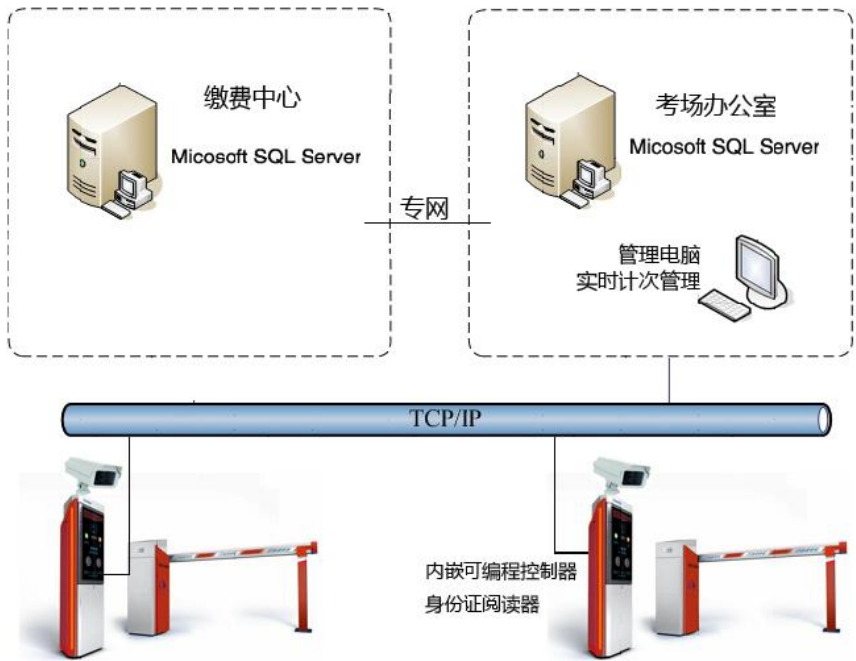 缴费中心
Micosoft SQL Server
考场办公室
Micosoft SQL Server
专网
管理电脑
实时计次管理
TCP/IP
内嵌可编程控制器
身份证阅读器